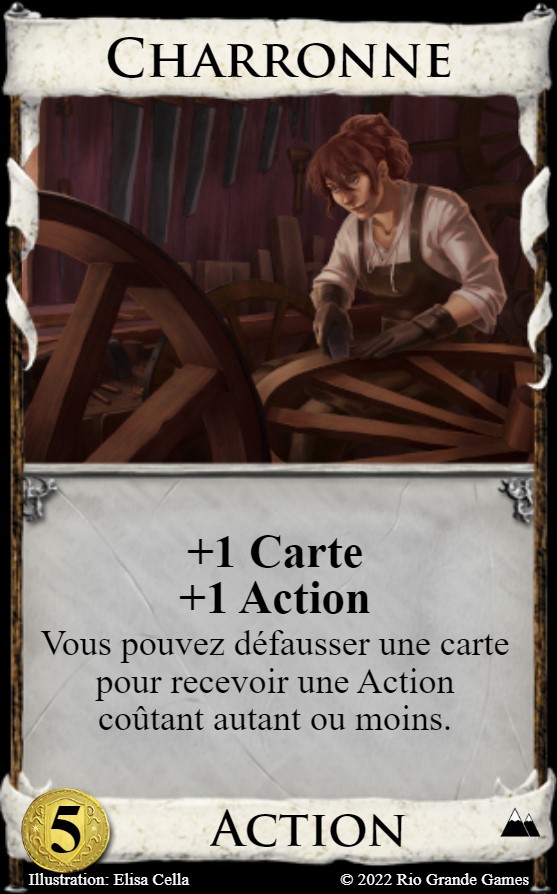 CHARRONNE
+1 Carte
+1 Action
Vous pouvez défausser une carte
pour recevoir une Action
coûtant autant ou moins.
5
ACTION
Illustration: Elisa Cella
© 2022 Rio Grande Games